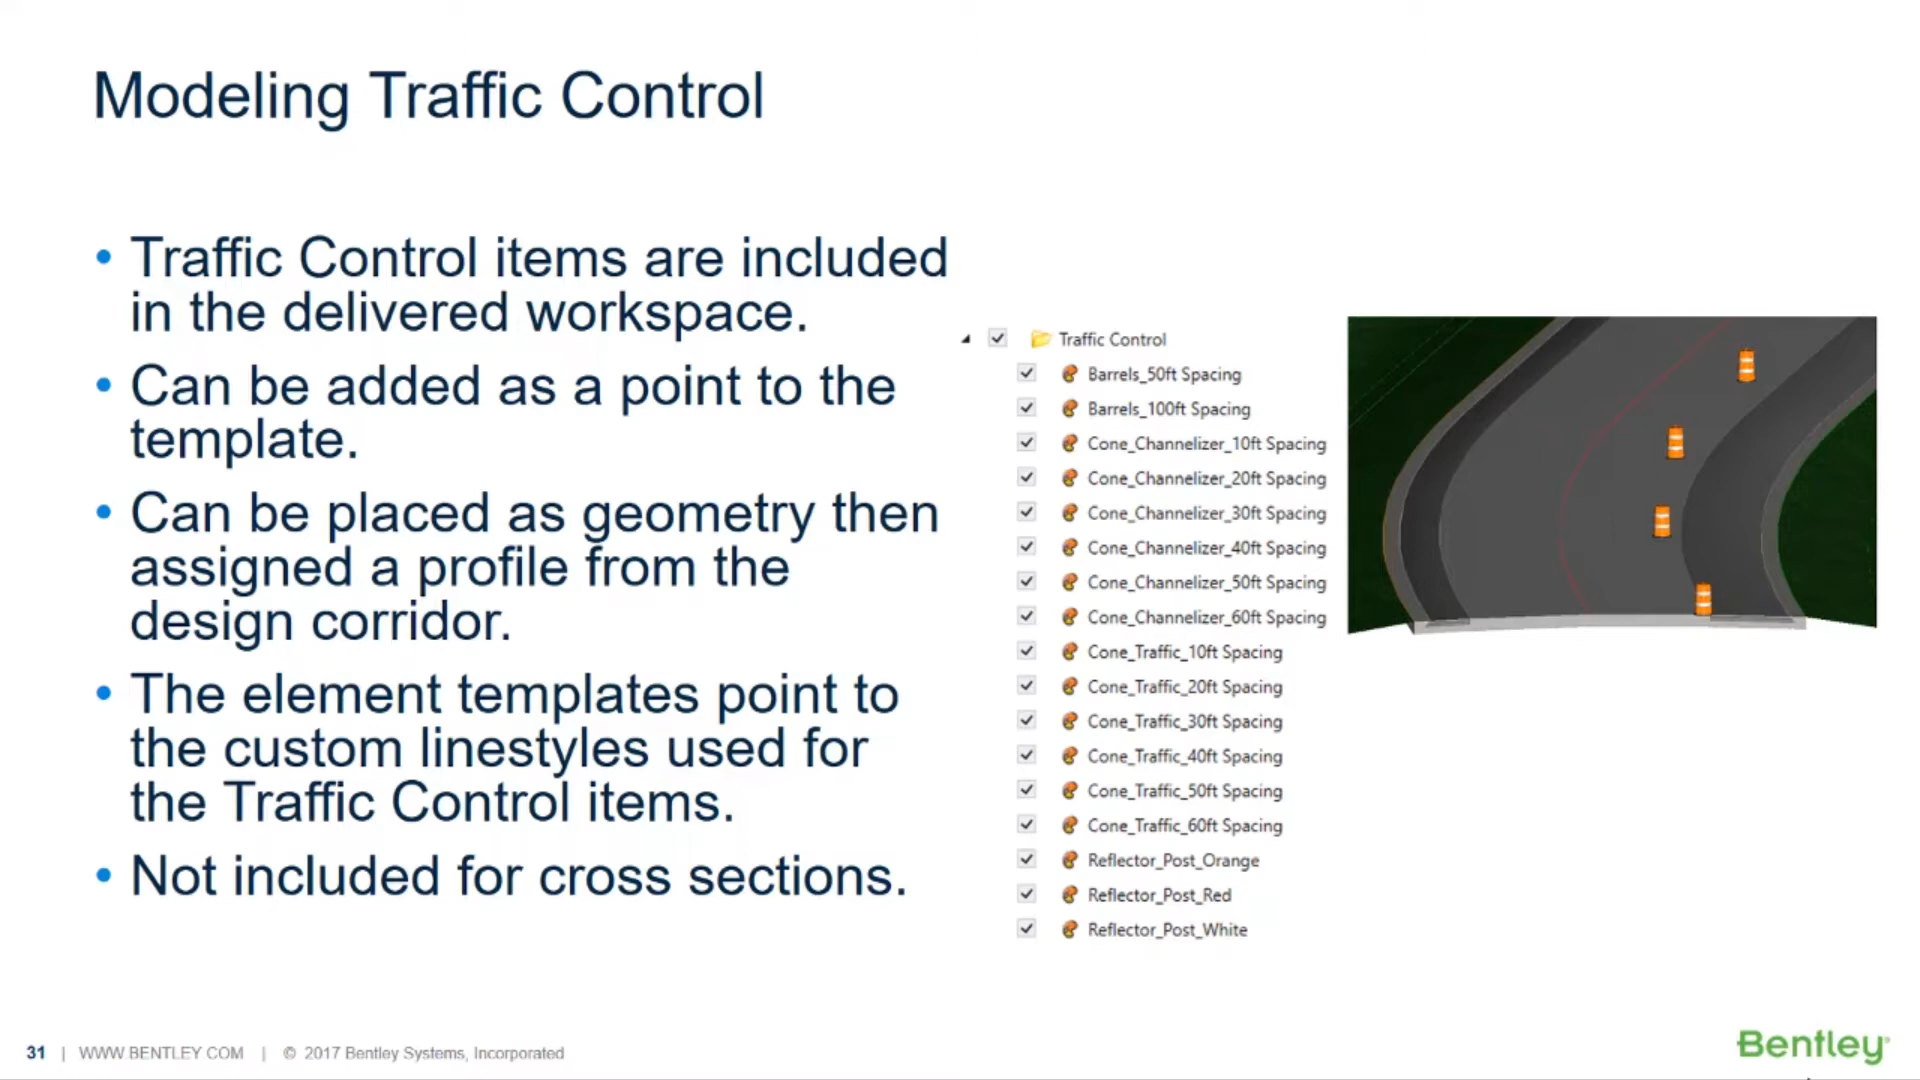 Modeling Traffic Control
• Traffic Control items are included
in the delivered workspace.
• Can be added as a point to the
template.
• Can be placed as geometry then
assigned a profile from the
design corridor.
• The element templates point to
the custom linestyles used for
the Traffic Control items.
• Not included for cross sections.
Traffic Control
Barrels_50ft Spacing
Barrels_100ft Spacing
Cone_Channelizer_10ft Spacing
Cone_Channelizer_20ft Spacing
Cone_Channelizer_30ft Spacing
Cone_Channelizer_40ft Spacing
Cone_Channelizer_50ft Spacing
Cone_Channelizer_60ft Spacing
Cone_Traffic_10ft Spacing
Cone_Traffic_20ft Spacing
Cone_Traffic_30ft Spacing
Cone_Traffic_40ft Spacing
Cone_Traffic_50ft Spacing
Cone_Traffic_60ft Spacing
Reflector_Post_Orange
Reflector_Post_Red
Reflector_Post_White
31 | WWW.BENTLEY.COM | © 2017 Bentley Systems, Incorporated
Bentley